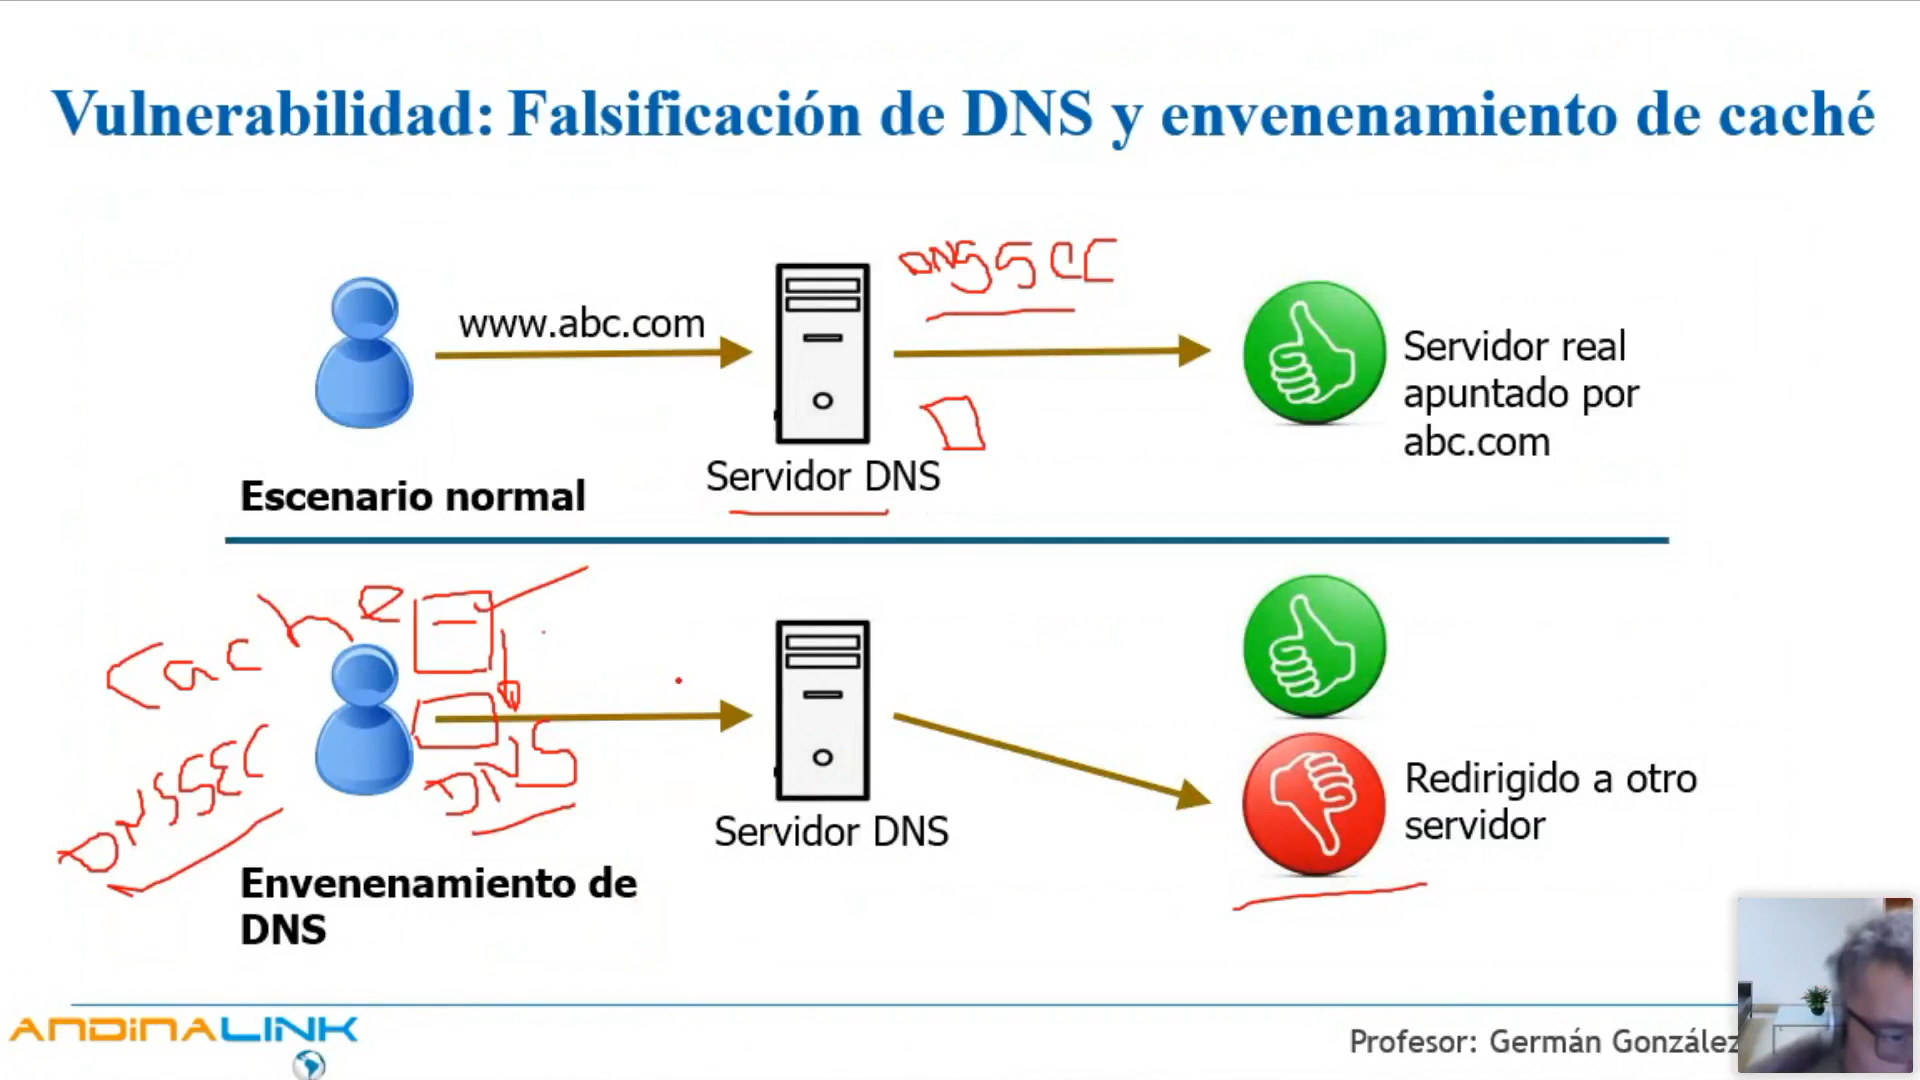 Vulnerabilidad: Falsificación de DNS y envenenamiento de caché
DNSSEC
www.abc.com
Servidor real
apuntado por
abc.com
Servidor DNS
Escenario normal
Cache
DNSSEC
DNS
Servidor DNS
Redirigido a otro
servidor
Envenenamiento de
DNS
ANDINALINK
Profesor: Germán González